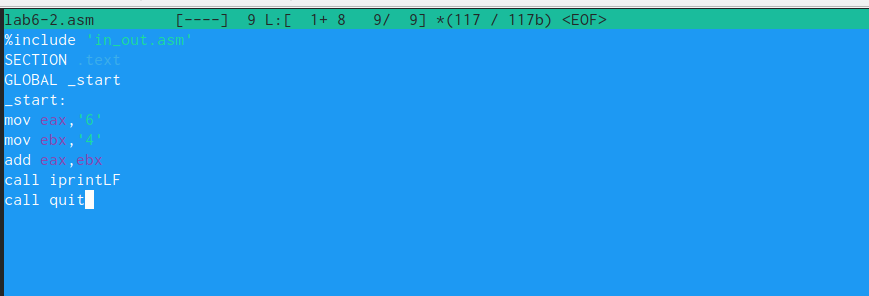 lab6-2.asm [----] 9 L:[ 1+ 8 9/ 9] *(117 / 117b) <EOF>
%include 'in_out.asm'
SECTION .text
GLOBAL _start
_start:
mov eax,'6'
mov ebx,'4'
add eax,ebx
call iprintLF
call quit